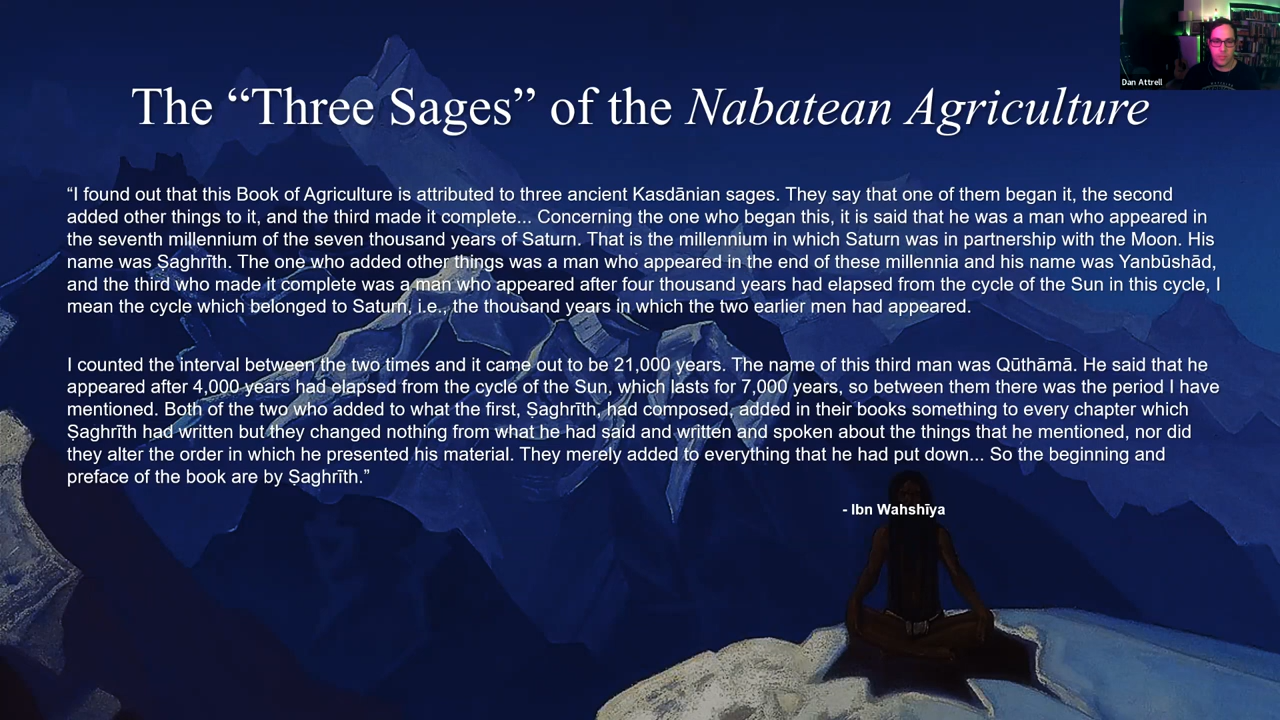 Dan Attrell
The “Three Sages” of the Nabatean Agriculture
“I found out that this Book of Agriculture is attributed to three ancient Kasdānian sages. They say that one of them began it, the second
added other things to it, and the third made it complete... Concerning the one who began this, it is said that he was a man who appeared in
the seventh millennium of the seven thousand years of Saturn. That is the millennium in which Saturn was in partnership with the Moon. His
name was Ṣaghrīth. The one who added other things was a man who appeared in the end of these millennia and his name was Yanbūshād,
and the third who made it complete was a man who appeared after four thousand years had elapsed from the cycle of the Sun in this cycle, I
mean the cycle which belonged to Saturn, i.e., the thousand years in which the two earlier men had appeared.
I counted the interval between the two times and it came out to be 21,000 years. The name of this third man was Qūthāmā. He said that he
appeared after 4,000 years had elapsed from the cycle of the Sun, which lasts for 7,000 years, so between them there was the period I have
mentioned. Both of the two who added to what the first, Ṣaghrīth, had composed, added in their books something to every chapter which
Ṣaghrīth had written but they changed nothing from what he had said and written and spoken about the things that he mentioned, nor did
they alter the order in which he presented his material. They merely added to everything that he had put down... So the beginning and
preface of the book are by Ṣaghrīth.”
- Ibn Wahshīya